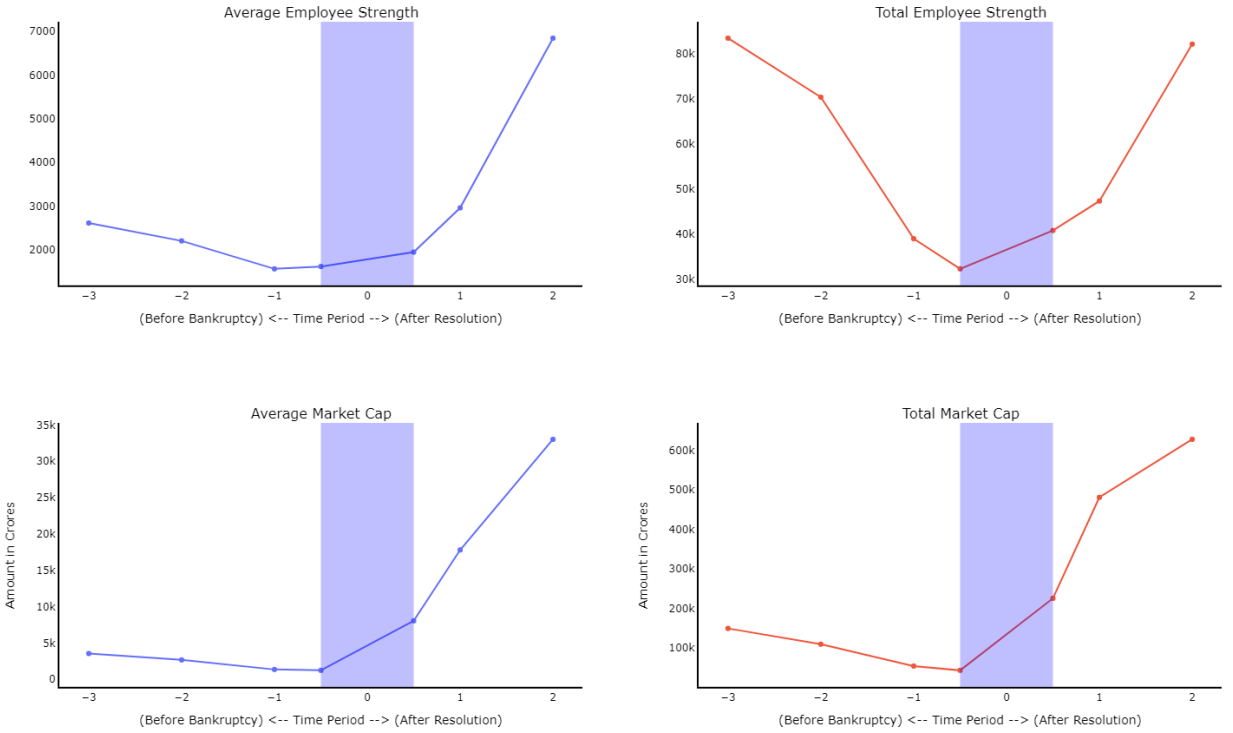 Average Employee Strength
7000
6000
5000
4000
3000
2000
−3 −2 −1 0 1 2
(Before Bankruptcy) <-- Time Period --> (After Resolution)
Total Employee Strength
80k
70k
60k
50k
40k
30k
−3 −2 −1 0 1 2
(Before Bankruptcy) <-- Time Period --> (After Resolution)
Average Market Cap
Amount in Crores
35k
30k
25k
20k
15k
10k
5k
0
−3 −2 −1 0 1 2
(Before Bankruptcy) <-- Time Period --> (After Resolution)
Total Market Cap
Amount in Crores
600k
500k
400k
300k
200k
100k
−3 −2 −1 0 1 2
(Before Bankruptcy) <-- Time Period --> (After Resolution)